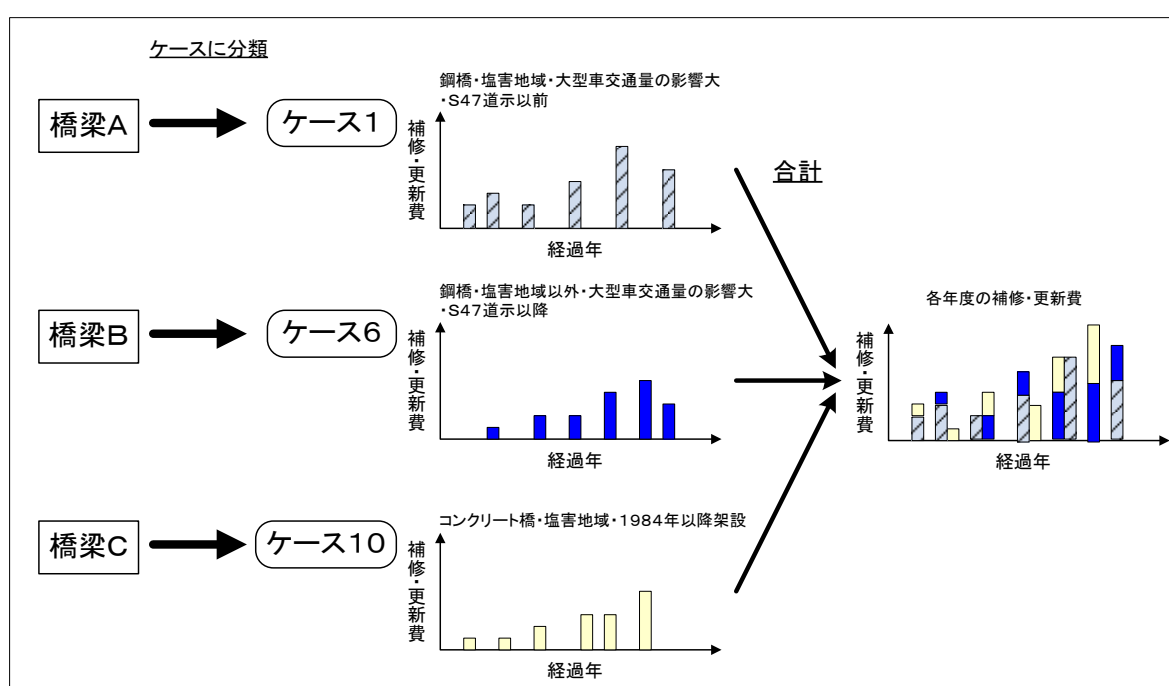 ケースに分類
橋梁A
ケース1
鋼橋・塩害地域・大型車交通量の影響大
・S47道示以前
補修・更新費
経過年
合計
橋梁B
ケース6
鋼橋・塩害地域以外・大型車交通量の影響大
・S47道示以降
補修・更新費
経過年
各年度の補修・更新費
補修・更新費
経過年
橋梁C
ケース10
コンクリート橋・塩害地域・1984年以降架設
補修・更新費
経過年